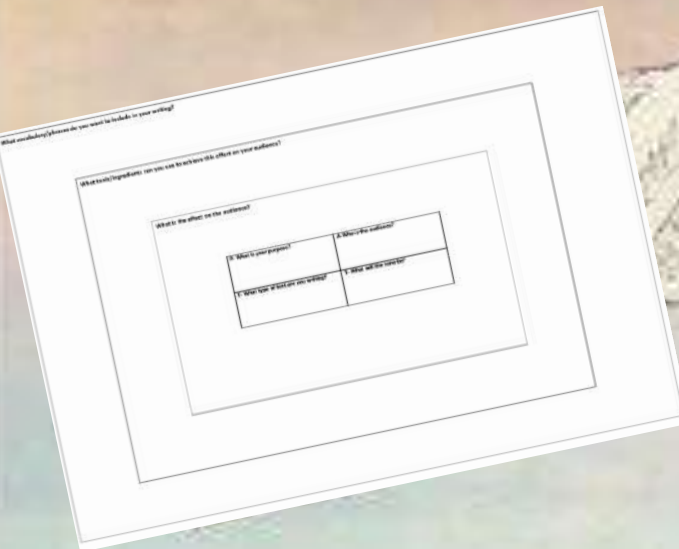 What vocabulary/phrases do you want to include in your writing?
What tools/ingredients can you use to achieve this effect on your audience?
What is the effect on the audience?
What is your purpose?
A: Who is the audience?
T: What type of text are you writing?
What will the